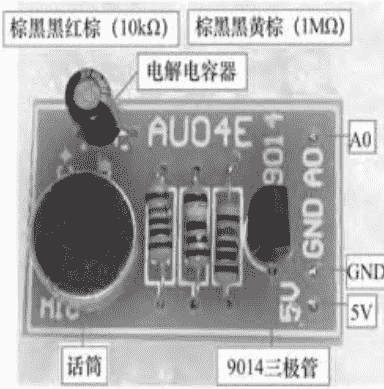 棕黑黑红棕（10kΩ）
棕黑黑黄棕（1MΩ）
电解电容器
AU04E
9014
A0
A0
GND
GND
5V
5V
MIC
话筒
9014三极管